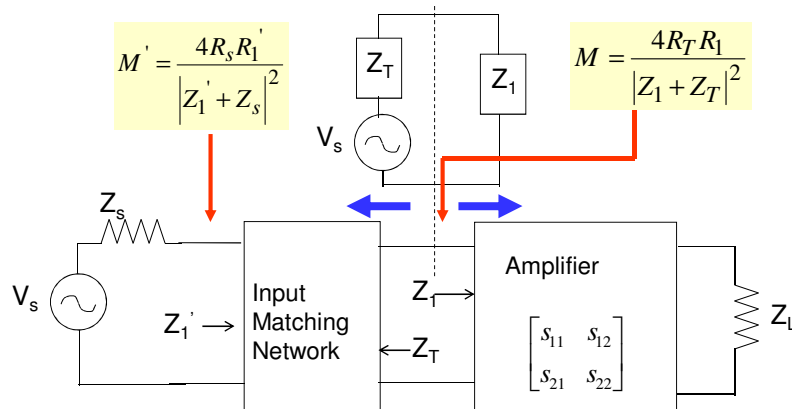 M' = 4R_s R_1' / |Z_1' + Z_s|^2
Z_T
Z_1
V_s
M = 4R_T R_1 / |Z_1 + Z_T|^2
Z_s
V_s
Z_1'
Input
Matching
Network
Z_1
Z_T
Amplifier
s_11 s_12
s_21 s_22
Z_L